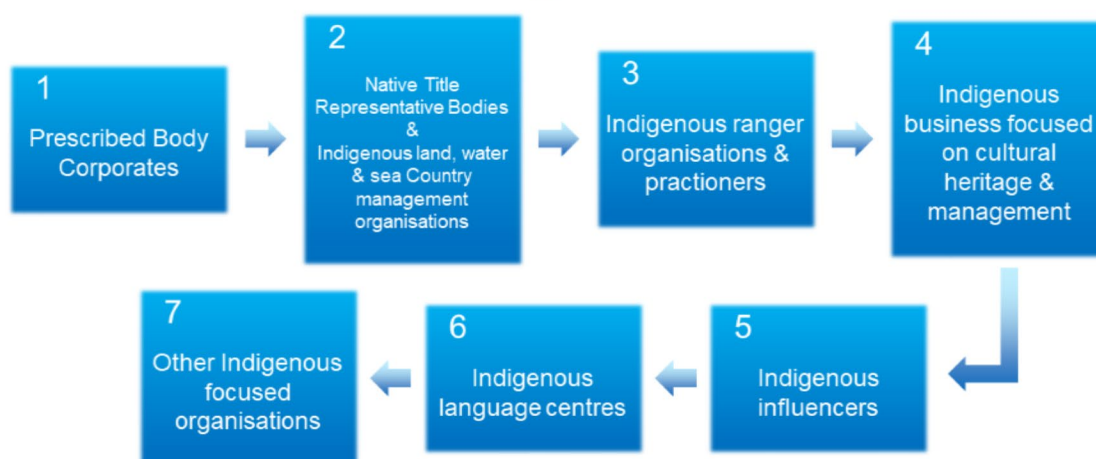 1
Prescribed Body
Corporates
2
Native Title
Representative Bodies
&
Indigenous land, water
& sea Country
management
organisations
3
Indigenous ranger
organisations &
practioners
4
Indigenous
business focused
on cultural
heritage &
management
5
Indigenous
influencers
6
Indigenous
language centres
7
Other Indigenous
focused
organisations